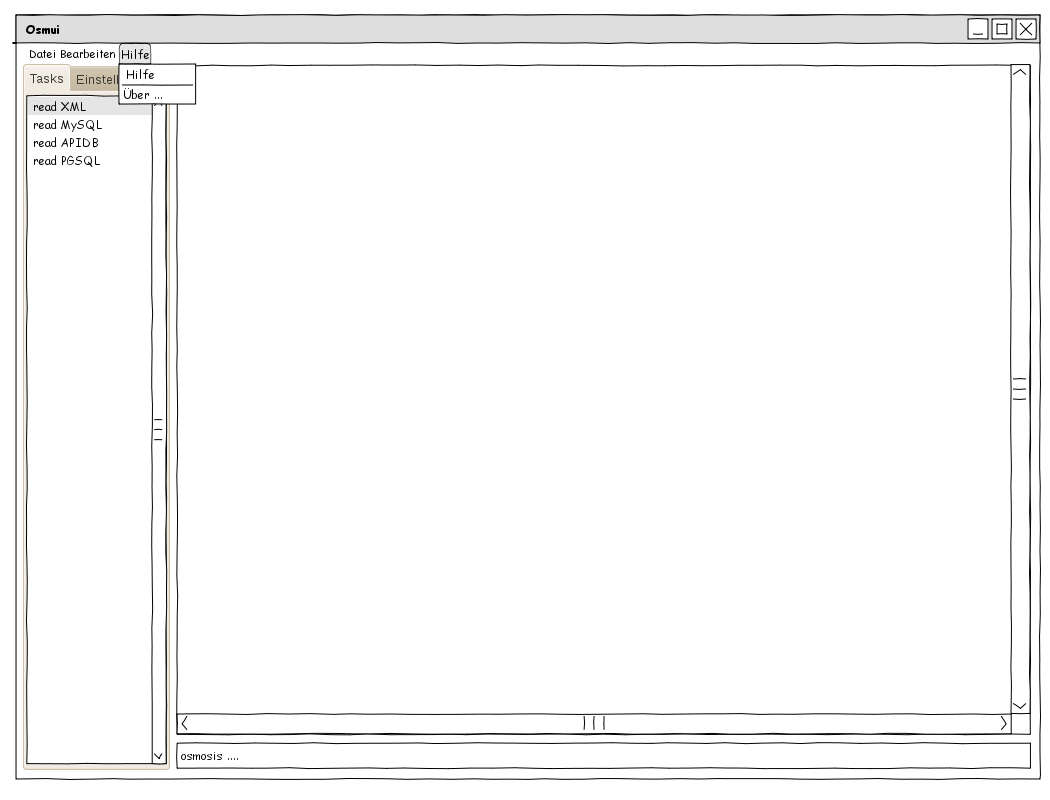 Osmui
Datei Bearbeiten Hilfe
Hilfe
Über ...
Tasks Einstell
read XML
read MySQL
read APIDB
read PGSQL
osmosis ....